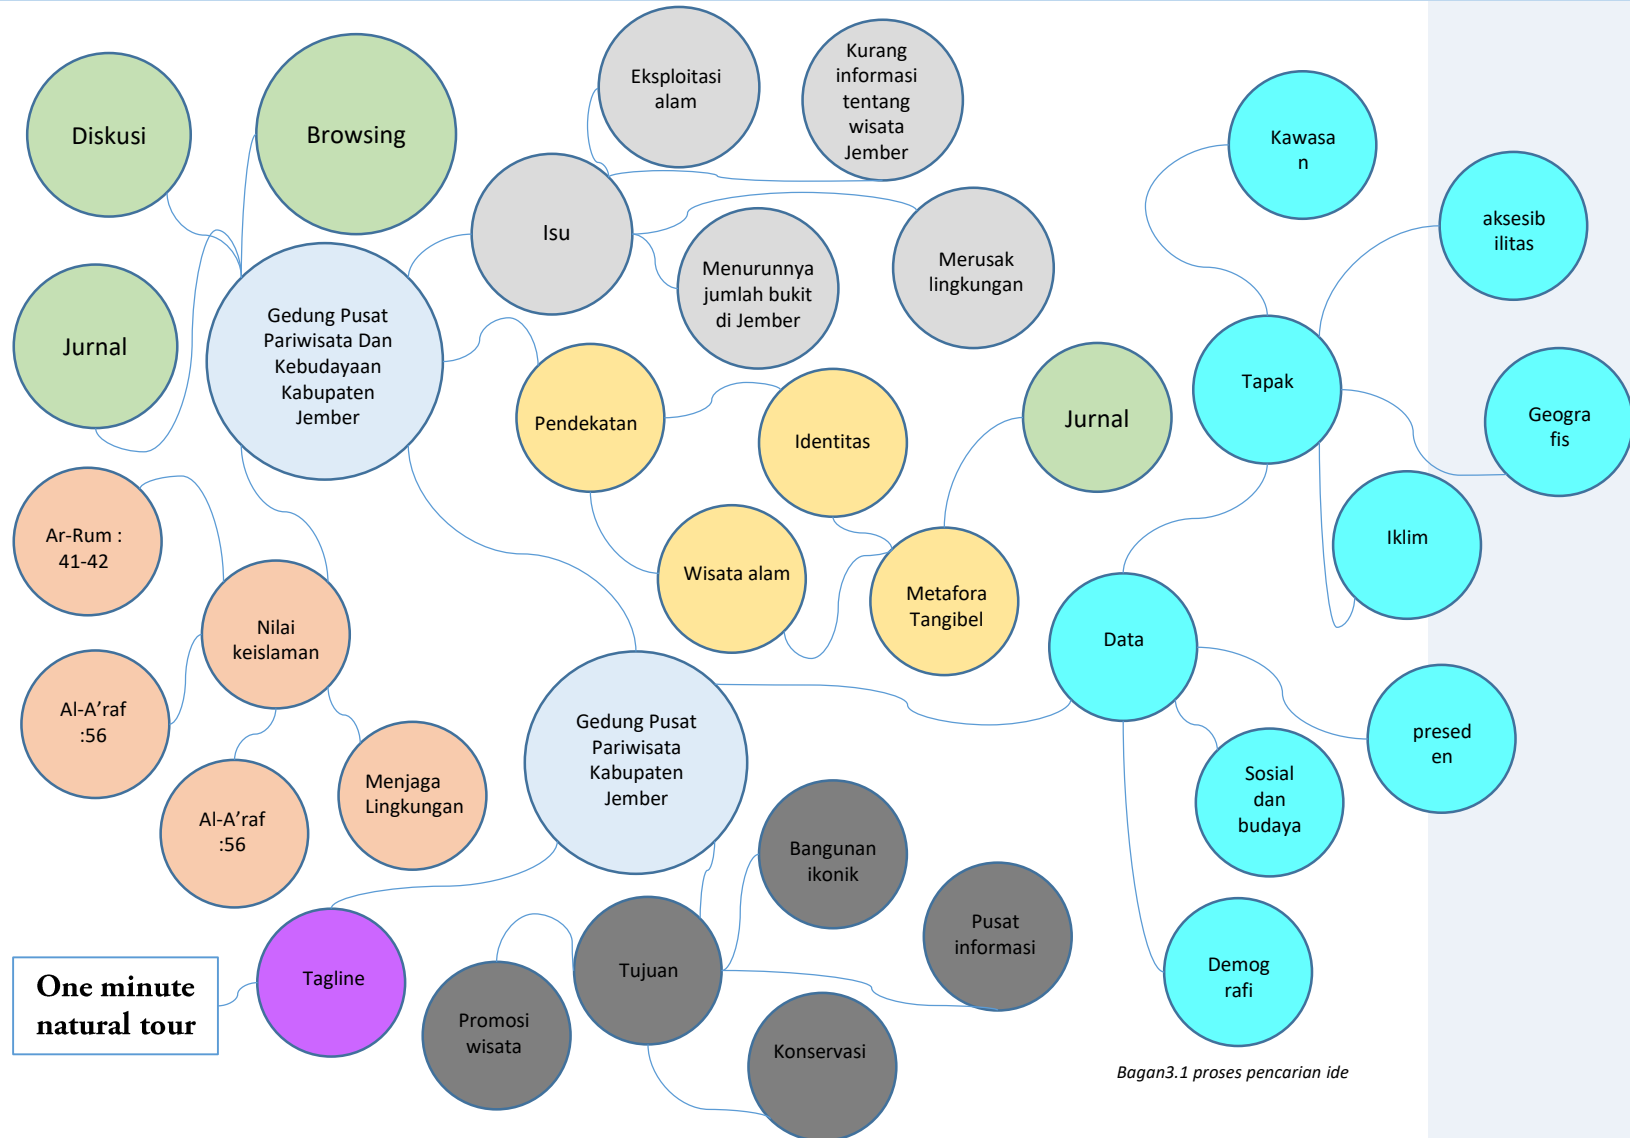 Diskusi
Browsing
Jurnal
Gedung Pusat
Pariwisata Dan
Kebudayaan
Kabupaten
Jember
Isu
Eksploitasi
alam
Kurang
informasi
tentang
wisata
Jember
Menurunnya
jumlah bukit
di Jember
Merusak
lingkungan
Pendekatan
Identitas
Wisata alam
Metafora
Tangibel
Jurnal
Kawasa
n
aksesib
ilitas
Tapak
Geogra
fis
Iklim
Data
presed
en
Sosial
dan
budaya
Demog
rafi
Ar-Rum :
41-42
Nilai
keislaman
Al-A’raf
:56
Al-A’raf
:56
Menjaga
Lingkungan
Gedung Pusat
Pariwisata
Kabupaten
Jember
Bangunan
ikonik
Pusat
informasi
Tujuan
Promosi
wisata
Konservasi
Tagline
One minute
natural tour
Bagan3.1 proses pencarian ide